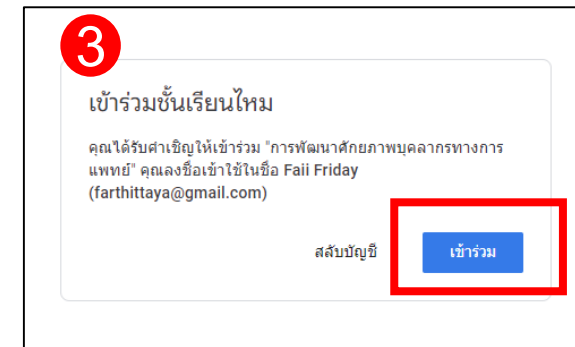 3
เข้าร่วมชั้นเรียนไหม
คุณได้รับคำเชิญให้เข้าร่วม "การพัฒนาศักยภาพบุคลากรทางการ
แพทย์" คุณลงชื่อเข้าใช้ในชื่อ Faii Friday
(farthittaya@gmail.com)
สลับบัญชี
เข้าร่วม